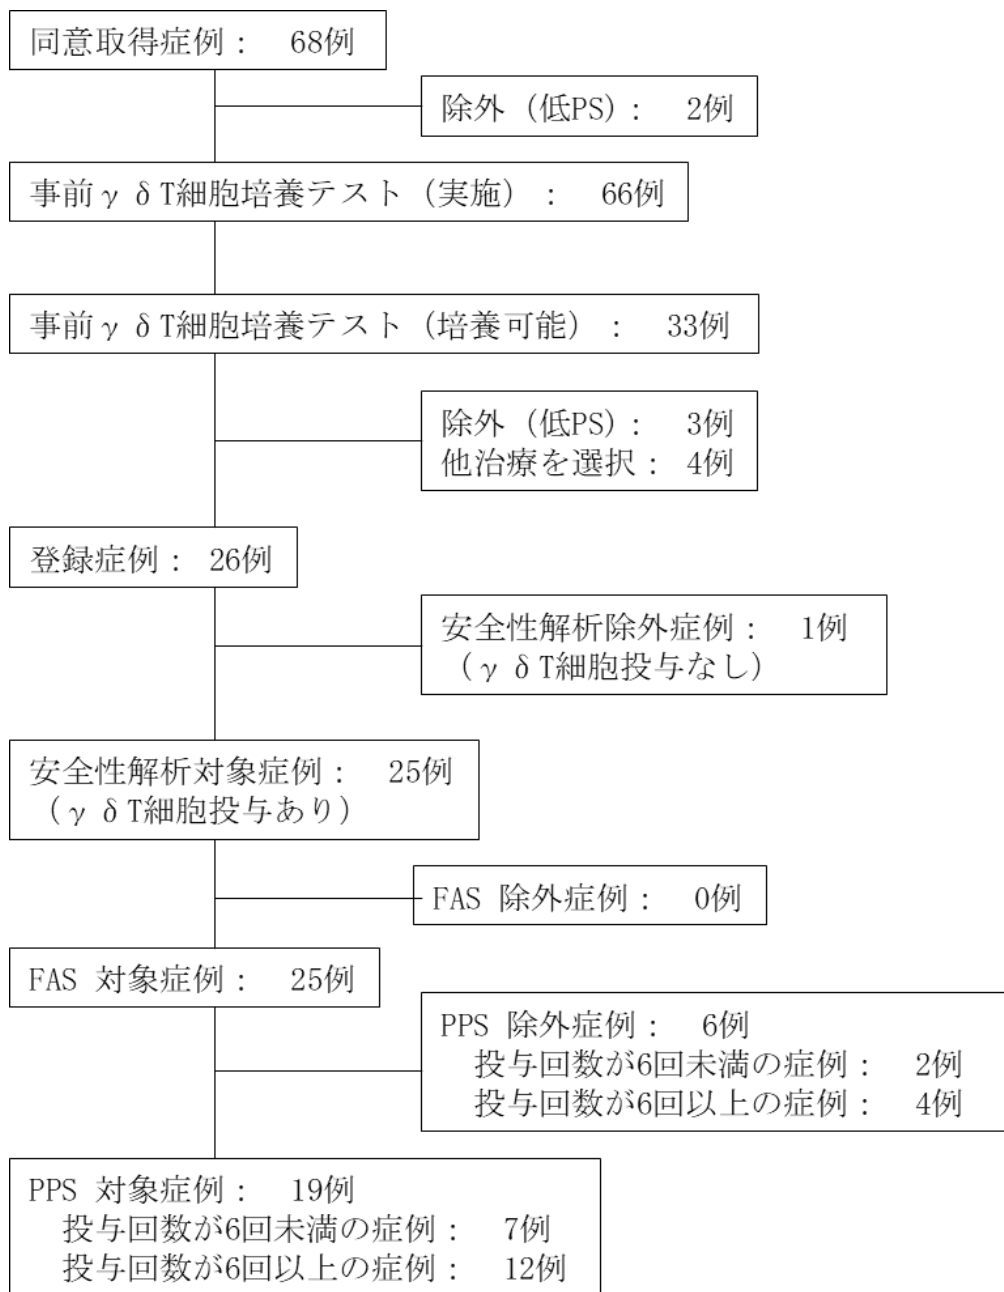 同意取得症例： 68例
除外（低PS）： 2例
事前γδT細胞培養テスト（実施）： 66例
事前γδT細胞培養テスト（培養可能）： 33例
除外（低PS）： 3例
他治療を選択： 4例
登録症例： 26例
安全性解析除外症例： 1例
（γδT細胞投与なし）
安全性解析対象症例： 25例
（γδT細胞投与あり）
FAS 除外症例： 0例
FAS 対象症例： 25例
PPS 除外症例： 6例
投与回数が6回未満の症例： 2例
投与回数が6回以上の症例： 4例
PPS 対象症例： 19例
投与回数が6回未満の症例： 7例
投与回数が6回以上の症例： 12例